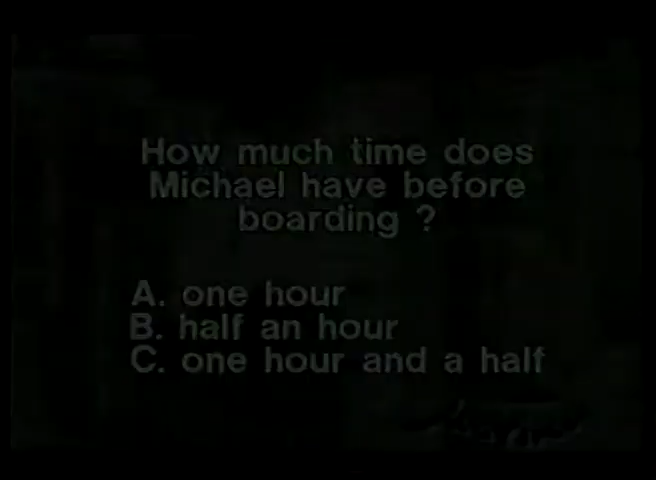 How much time does
Michael have before
boarding ?
A. one hour
B. half an hour
C. one hour and a half